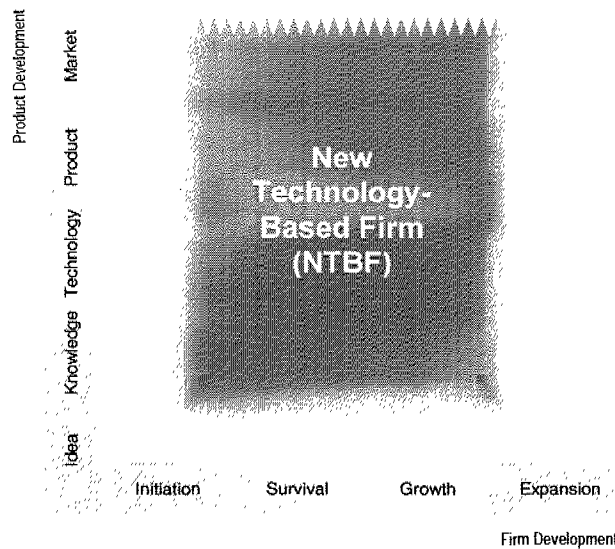 Product Development
Market
Product
Technology
Knowledge
Idea
New
Technology-
Based Firm
(NTBF)
Initiation
Survival
Growth
Expansion
Firm Development